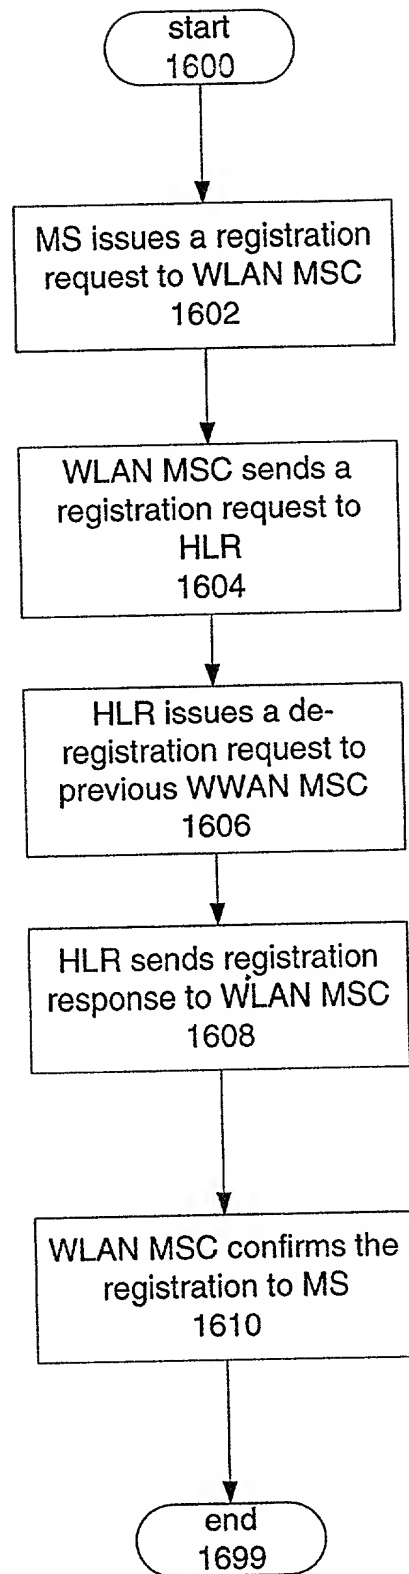 start
1600
MS issues a registration
request to WLAN MSC
1602
WLAN MSC sends a
registration request to
HLR
1604
HLR issues a de-
registration request to
previous WWAN MSC
1606
HLR sends registration
response to WLAN MSC
1608
WLAN MSC confirms the
registration to MS
1610
end
1699